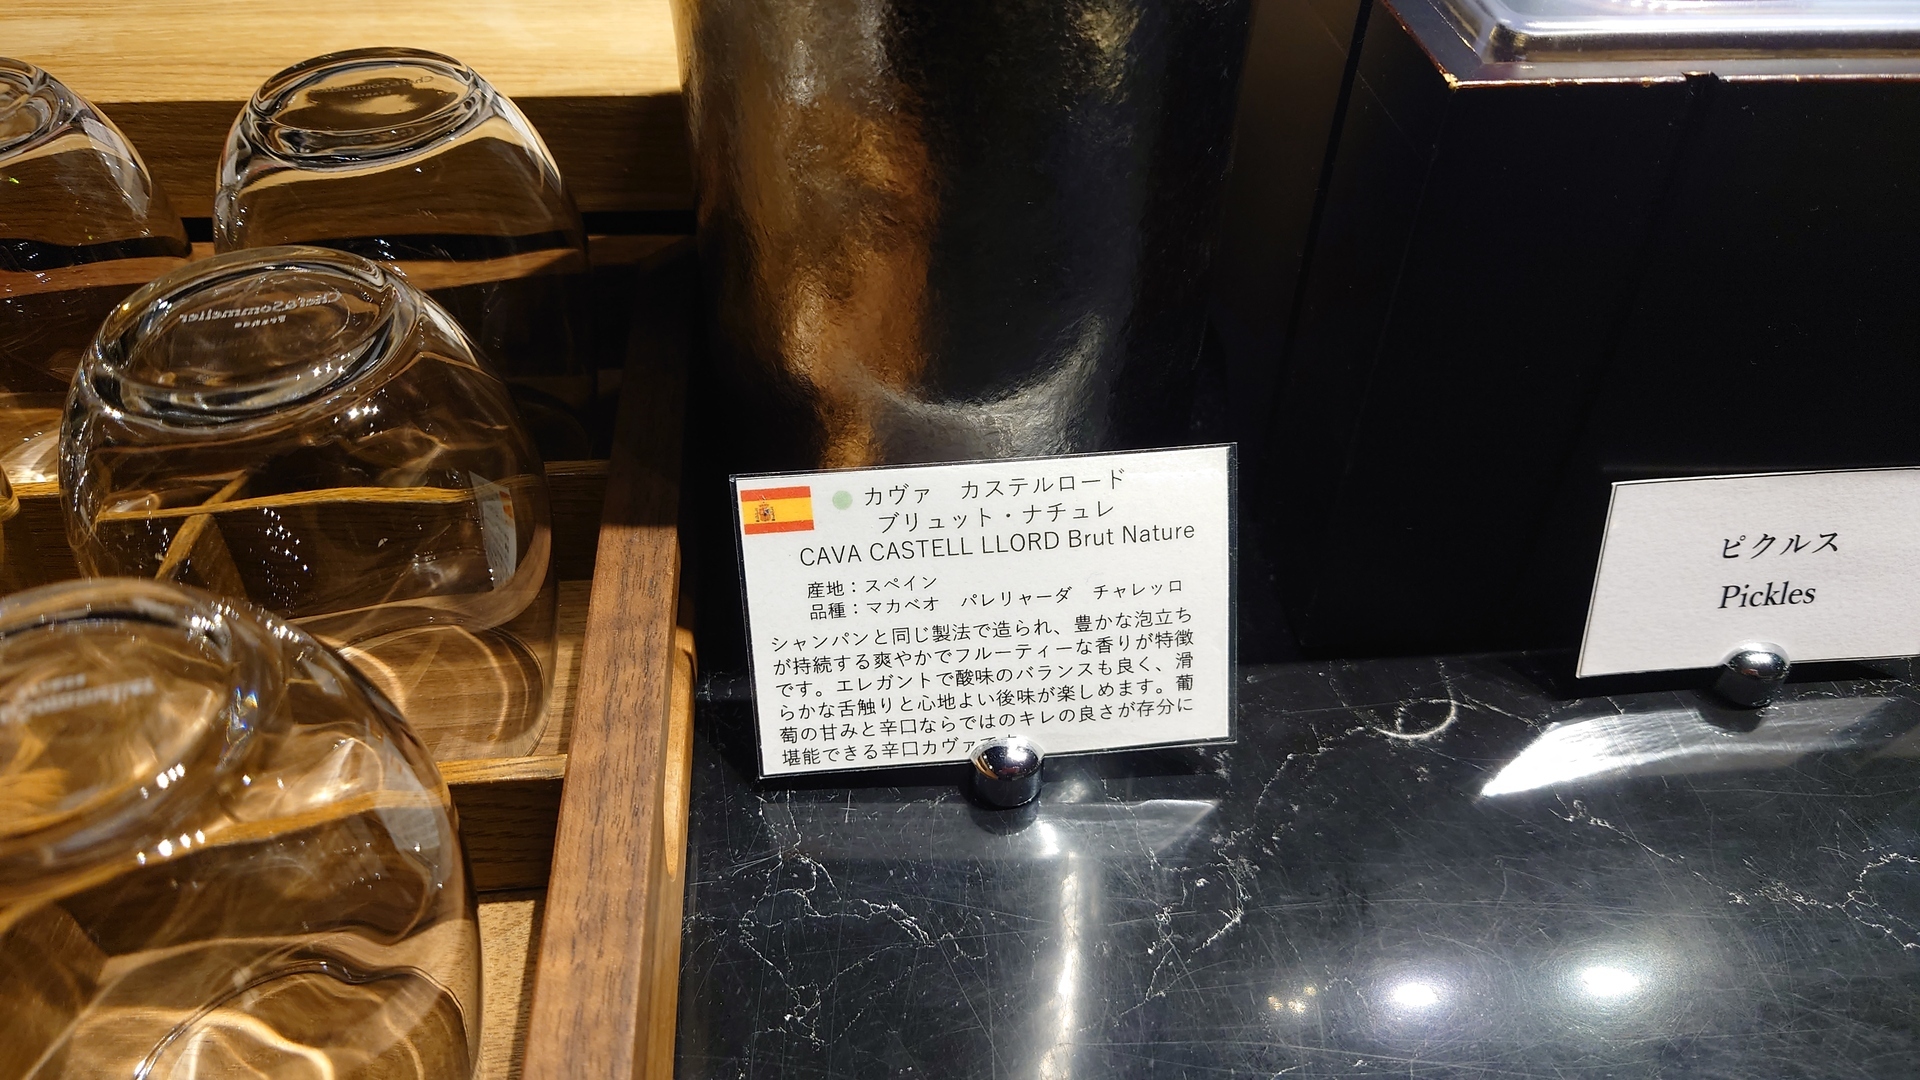 カヴァ　カステルロード
ブリュット・ナチュレ
CAVA CASTELL LLORD Brut Nature
産地：スペイン
品種：マカベオ　パレリャーダ　チャレッロ
シャンパンと同じ製法で造られ、豊かな泡立ち
が持続する爽やかでフルーティーな香りが特徴
です。エレガントで酸味のバランスも良く、滑
らかな舌触りと心地よい後味が楽しめます。葡
萄の甘みと辛口ならではのキレの良さが存分に
堪能できる辛口カヴァです
ピクルス
Pickles
Chef&Sommelier
France